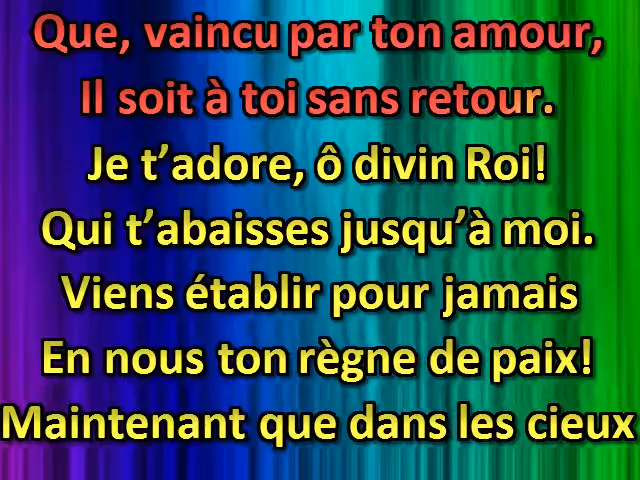 Que, vaincu par ton amour,
Il soit à toi sans retour.
Je t’adore, ô divin Roi!
Qui t’abaisses jusqu’à moi.
Viens établir pour jamais
En nous ton règne de paix!
Maintenant que dans les cieux